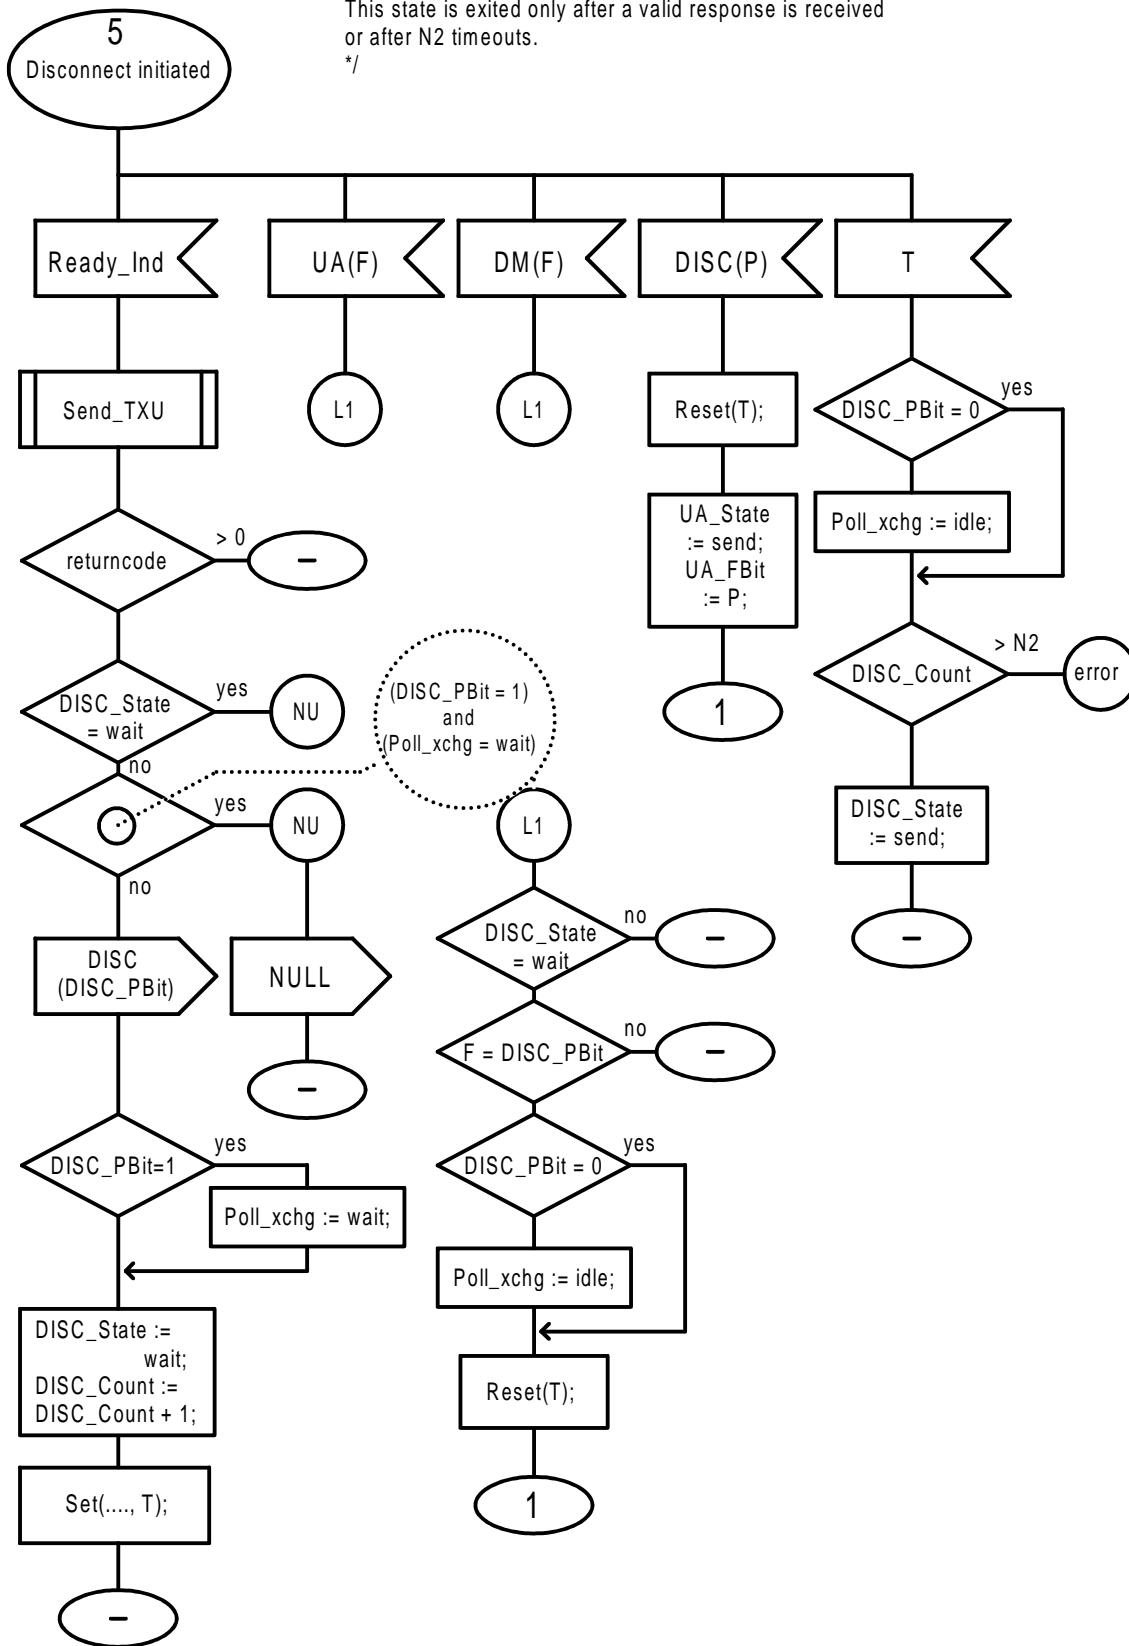 This state is exited only after a valid response is received
or after N2 timeouts.
*/
5
Disconnect initiated
Ready_Ind
UA(F)
DM(F)
DISC(P)
T
Send_TXU
L1
L1
Reset(T);
DISC_PBit = 0
yes
UA_State
:= send;
UA_FBit
:= P;
Poll_xchg := idle;
returncode
> 0
–
DISC_State
= wait
yes
NU
no
(DISC_PBit = 1)
and
(Poll_xchg = wait)
1
DISC_Count
> N2
error
yes
NU
no
L1
DISC_State
:= send;
–
DISC
(DISC_PBit)
NULL
–
DISC_State
= wait
no
–
F = DISC_PBit
no
–
DISC_PBit=1
yes
Poll_xchg := wait;
DISC_PBit = 0
yes
Poll_xchg := idle;
DISC_State :=
wait;
DISC_Count :=
DISC_Count + 1;
Reset(T);
Set(...., T);
1
–